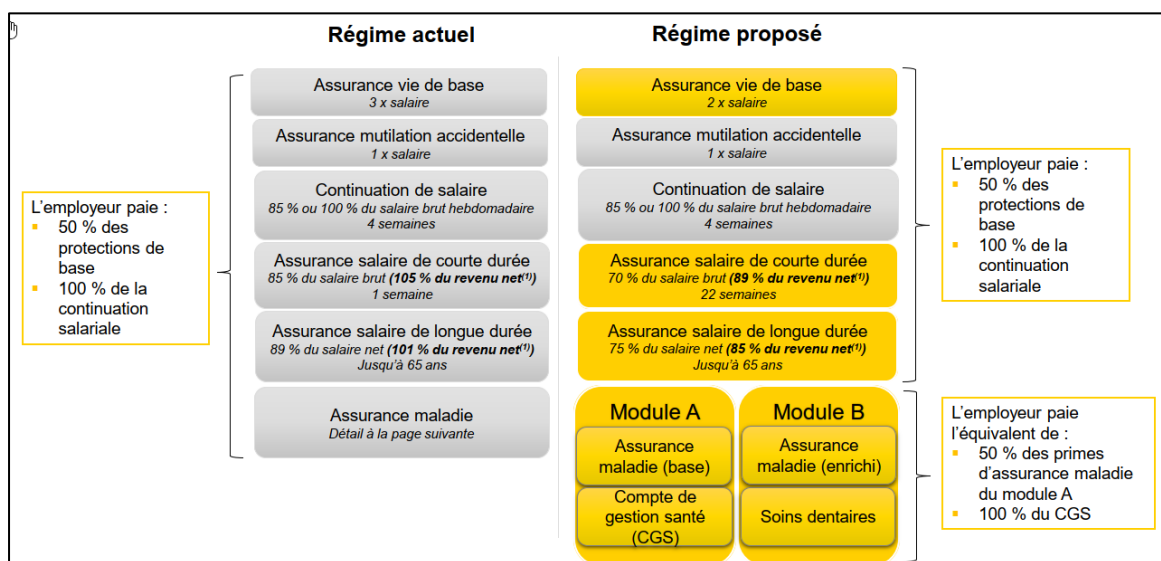 Régime actuel
Régime proposé
L'employeur paie :
▪ 50 % des
protections de
base
▪ 100 % de la
continuation
salariale
Assurance vie de base
3 x salaire
Assurance mutilation accidentelle
1 x salaire
Continuation de salaire
85 % ou 100 % du salaire brut hebdomadaire
4 semaines
Assurance salaire de courte durée
85 % du salaire brut (105 % du revenu net(1))
1 semaine
Assurance salaire de longue durée
89 % du salaire net (101 % du revenu net(1))
Jusqu'à 65 ans
Assurance maladie
Détail à la page suivante
Assurance vie de base
2 x salaire
Assurance mutilation accidentelle
1 x salaire
Continuation de salaire
85 % ou 100 % du salaire brut hebdomadaire
4 semaines
Assurance salaire de courte durée
70 % du salaire brut (89 % du revenu net(1))
22 semaines
Assurance salaire de longue durée
75 % du salaire net (85 % du revenu net(1))
Jusqu'à 65 ans
Module A
Assurance
maladie (base)
Compte de
gestion santé
(CGS)
Module B
Assurance
maladie (enrichi)
Soins dentaires
L'employeur paie :
▪ 50 % des
protections de
base
▪ 100 % de la
continuation
salariale
L'employeur paie
l'équivalent de :
▪ 50 % des primes
d'assurance maladie
du module A
▪ 100 % du CGS